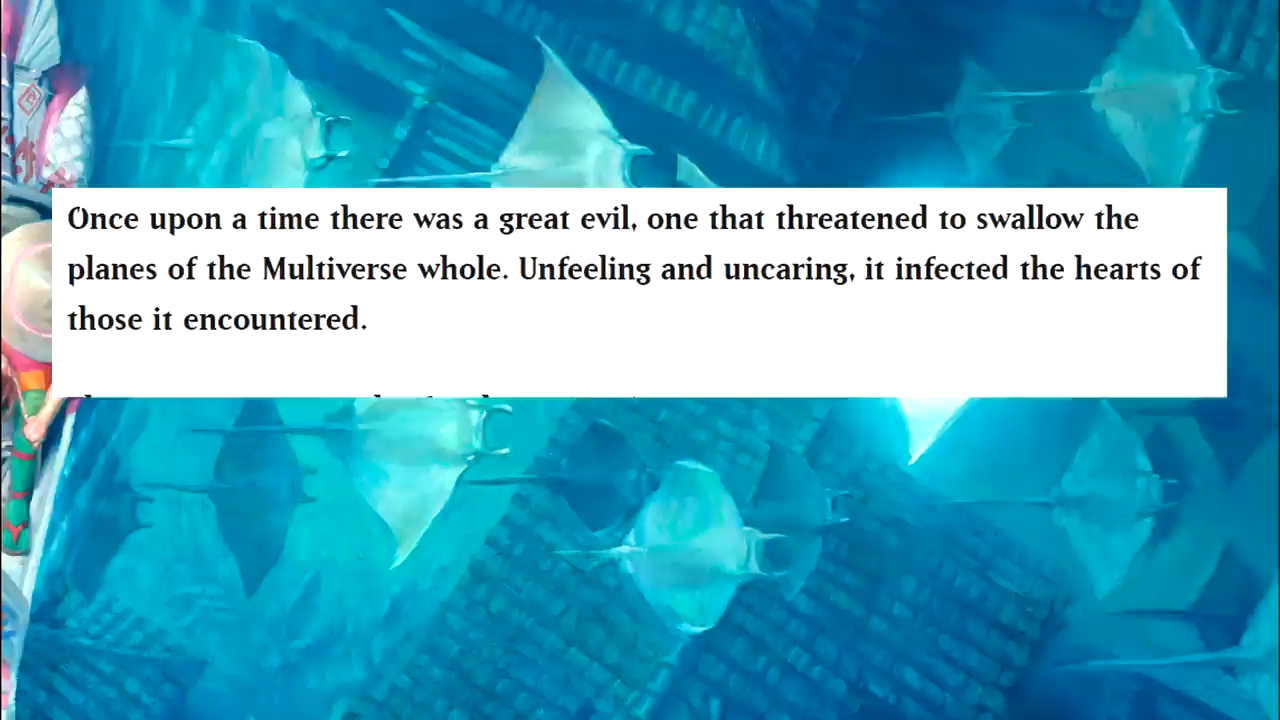 Once upon a time there was a great evil, one that threatened to swallow the
planes of the Multiverse whole. Unfeeling and uncaring, it infected the hearts of
those it encountered.